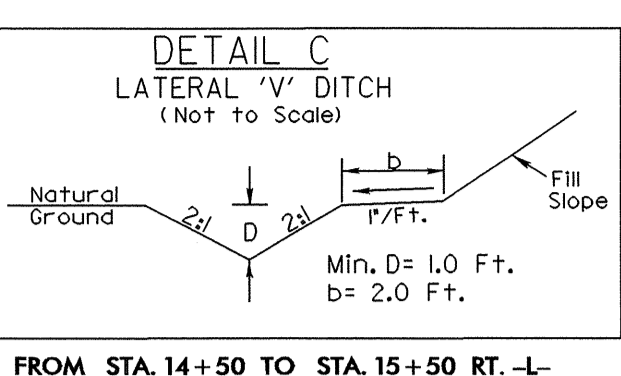 DETAIL C
LATERAL 'V' DITCH
(Not to Scale)
b
Natural
Ground
2:1
D
2:1
1"/Ft.
Fill
Slope
Min. D= 1.0 Ft.
b= 2.0 Ft.
FROM STA. 14+50 TO STA. 15+50 RT. -L-